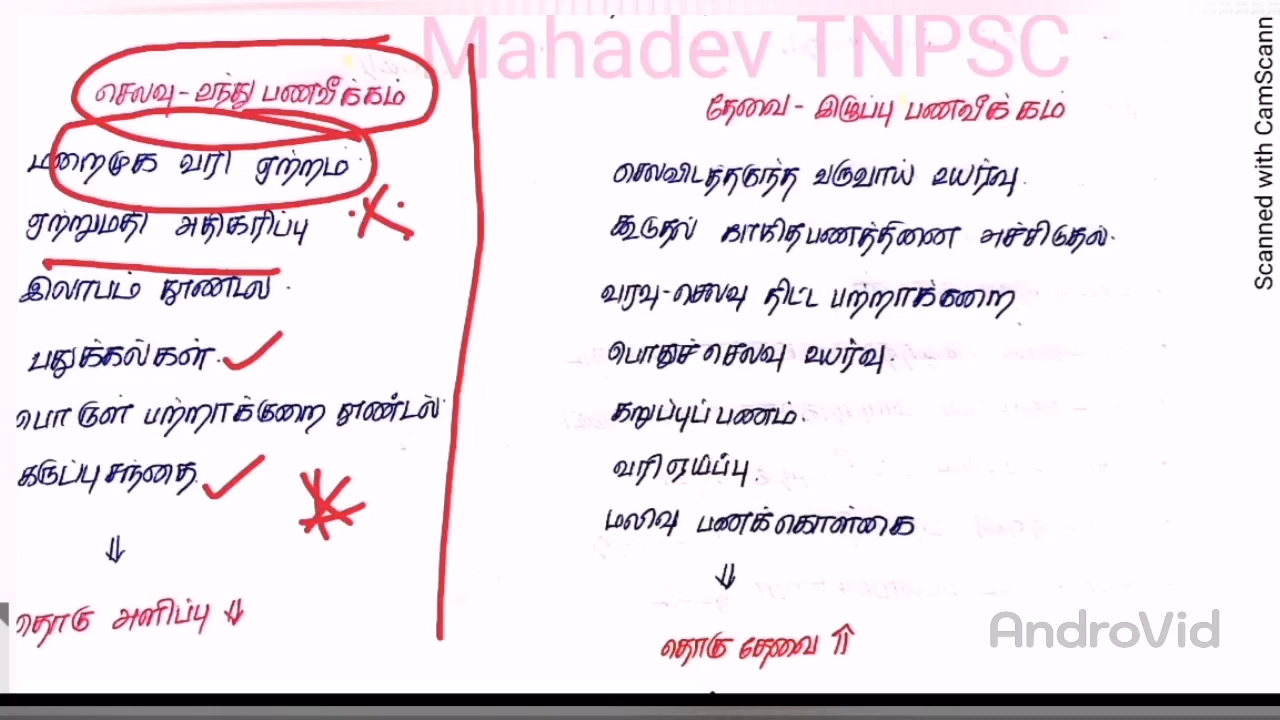 Mahadev TNPSC
செலவு - உந்து பணவீக்கம்
மறைமுக வரி ஏற்றம்
ஏற்றுமதி அதிகரிப்பு
இலாபம் தூண்டல்.
பதுக்கல்கள்.
பொருள் பற்றாக்குறை தூண்டல்
கருப்பு சந்தை
⇓
தொகு அளிப்பு ⇓
தேவை - இழுப்பு பணவீக்கம்
செலவிடத்தகுந்த வருவாய் உயர்வு.
கூடுதல் காகிதபணத்தினை அச்சிடுதல்.
வரவு-செலவு திட்ட பற்றாக்குறை
பொதுச் செலவு உயர்வு.
கறுப்புப் பணம்.
வரி ஏய்ப்பு.
மலிவு பணக்கொள்கை
⇓
தொகு தேவை ⇑
Scanned with CamScann
AndroVid